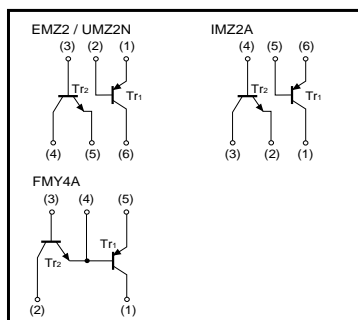 EMZ2 / UMZ2N
(3) (2) (1)
Tr2 Tr1
(4) (5) (6)
IMZ2A
(4) (5) (6)
Tr2 Tr1
(3) (2) (1)
FMY4A
(3) (4) (5)
Tr1
Tr2
(2) (1)